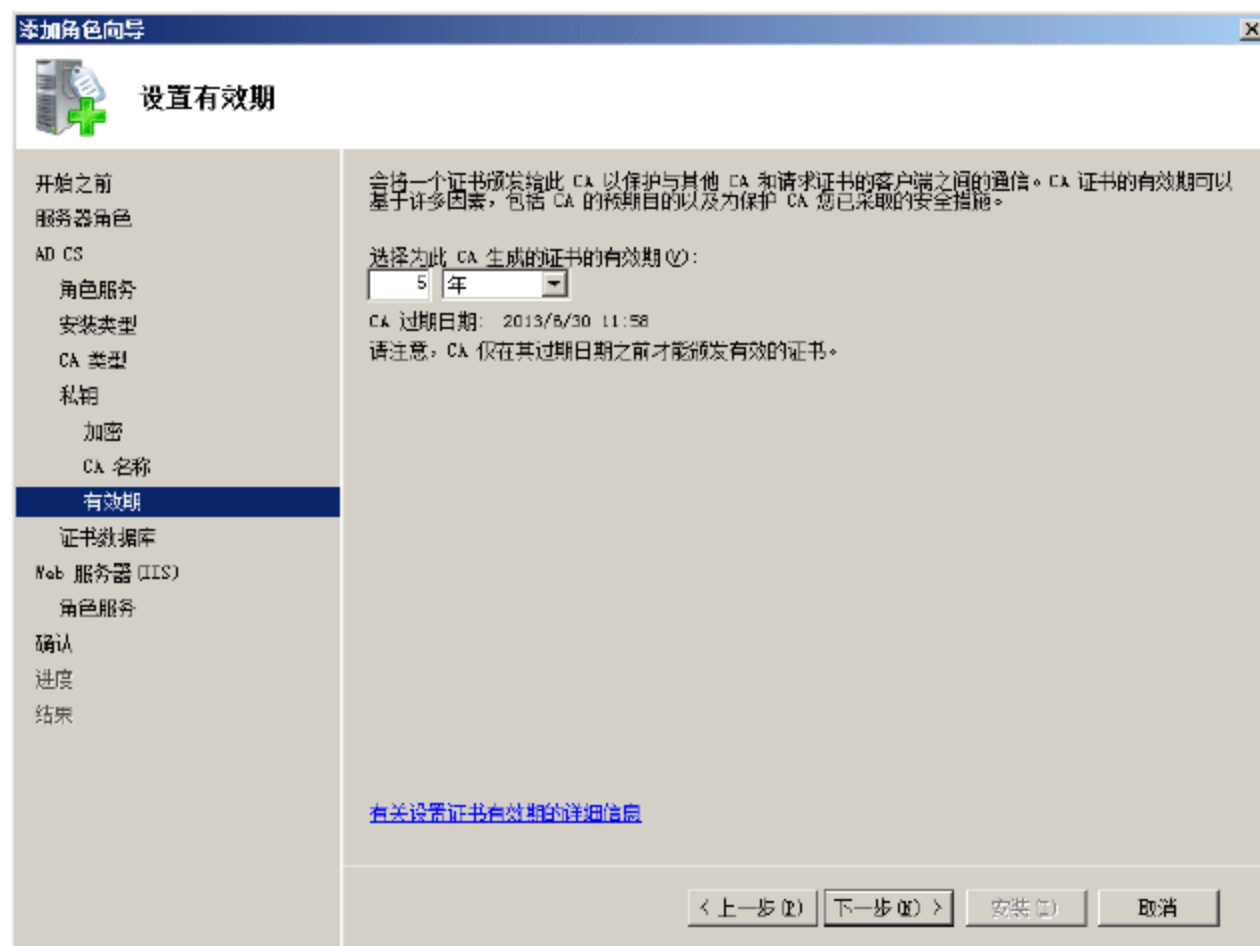 添加角色向导
设置有效期
开始之前
服务器角色
AD CS
角色服务
安装类型
CA 类型
私钥
加密
CA 名称
有效期
证书数据库
Web 服务器(IIS)
角色服务
确认
进度
结果
会将一个证书颁发给此 CA 以保护与其他 CA 和请求证书的客户端之间的通信。CA 证书的有效期可以
基于许多因素，包括 CA 的预期目的以及为保护 CA 您已采取的安全措施。
选择为此 CA 生成的证书的有效期(V):
5 年
CA 过期日期: 2013/6/30 11:58
请注意，CA 仅在其过期日期之前才能颁发有效的证书。
有关设置证书有效期的详细信息
< 上一步(P) 下一步(N) > 安装(I) 取消